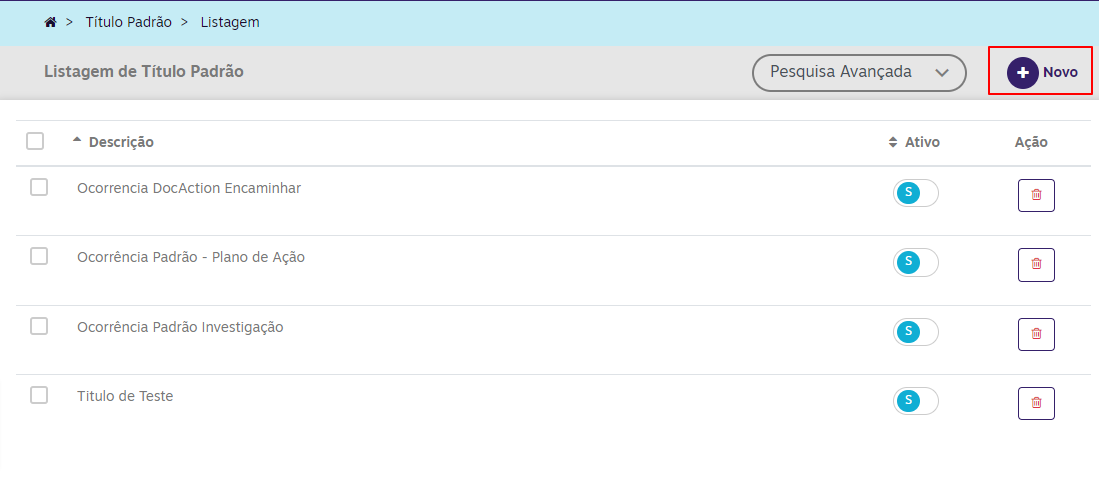 > Título Padrão > Listagem
Listagem de Título Padrão Pesquisa Avançada Novo
Descrição Ativo Ação
Ocorrencia DocAction Encaminhar S
Ocorrência Padrão - Plano de Ação S
Ocorrência Padrão Investigação S
Titulo de Teste S